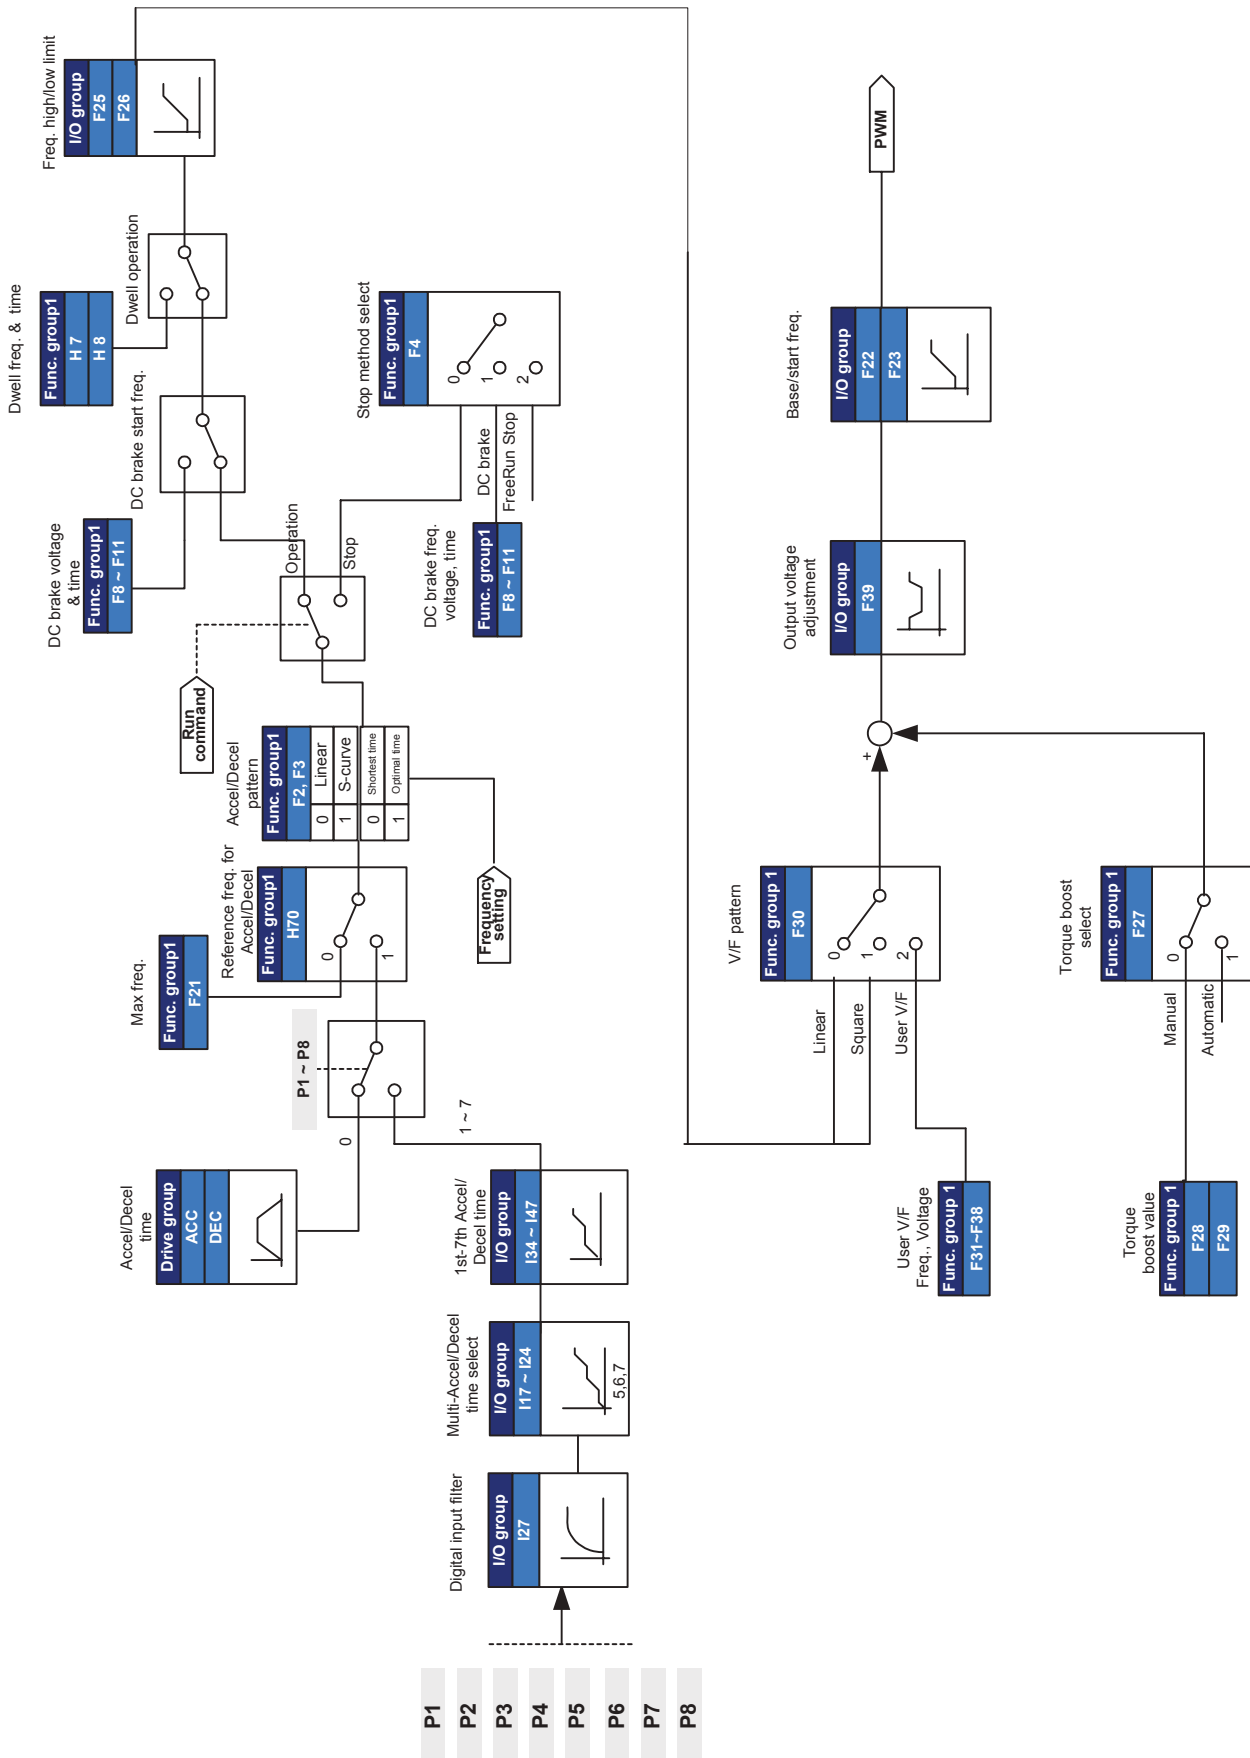 P1
P2
P3
P4
P5
P6
P7
P8
Digital input filter
I/O group
I27
Multi-Accel/Decel
time select
I/O group
I17 ~ I24
5,6,7
1st-7th Accel/
Decel time
I/O group
I34 ~ I47
Accel/Decel
time
Drive group
ACC
DEC
0
1 ~ 7
P1 ~ P8
Max freq.
Func. group1
F21
Reference freq. for
Accel/Decel
Func. group1
H70
0
1
Accel/Decel
pattern
Func. group1
F2, F3
0 Linear
1 S-curve
0 Shortest time
1 Optimal time
Frequency
setting
Run
command
Operation
Stop
DC brake voltage
& time
Func. group1
F8 ~ F11
DC brake start freq.
DC brake freq.
voltage, time
Func. group1
F8 ~ F11
DC brake
FreeRun Stop
Stop method select
Func. group1
F4
0
1
2
Dwell freq. & time
Func. group1
H 7
H 8
Dwell operation
Freq. high/low limit
I/O group
F25
F26
User V/F
Freq., Voltage
Func. group 1
F31~F38
Linear
Square
User V/F
V/F pattern
Func. group 1
F30
0
1
2
+
Torque
boost value
Func. group 1
F28
F29
Manual
Automatic
Torque boost
select
Func. group 1
F27
0
1
Output voltage
adjustment
I/O group
F39
Base/start freq.
I/O group
F22
F23
PWM